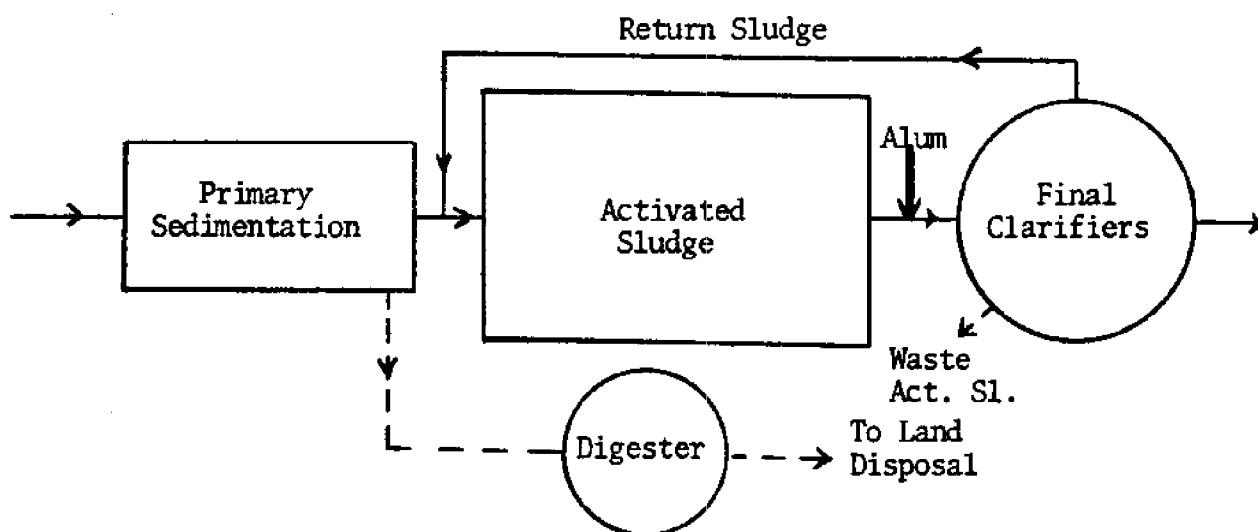 Return Sludge
Alum
Primary
Sedimentation
Activated
Sludge
Final
Clarifiers
Waste
Act. Sl.
Digester
To Land
Disposal